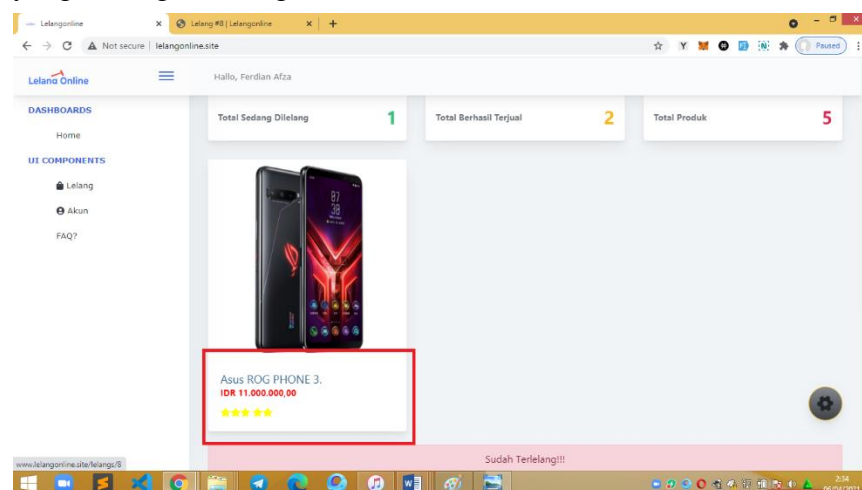 Lelangonline
Lelang #8 | Lelangonline
Not secure | lelangonline.site
Paused
Lelang Online
Hallo, Ferdian Afza
DASHBOARDS
Home
UI COMPONENTS
Lelang
Akun
FAQ?
Total Sedang Dilelang 1
Total Berhasil Terjual 2
Total Produk 5
Asus ROG PHONE 3.
IDR 11.000.000,00
Sudah Terlelang!!!
www.lelangonline.site/lelangs/8
2:34